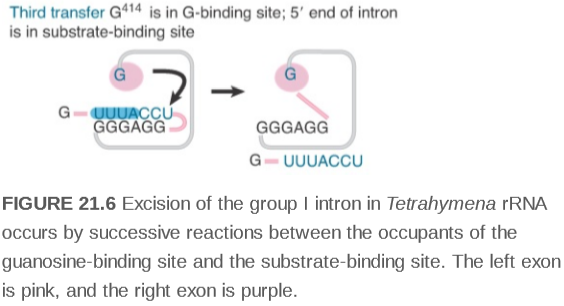 Third transfer G⁴¹⁴ is in G-binding site; 5′ end of intron
is in substrate-binding site
G
G
G UUUACCU
GGGAGG
GGGAGG
G UUUACCU
FIGURE 21.6 Excision of the group I intron in Tetrahymena rRNA
occurs by successive reactions between the occupants of the
guanosine-binding site and the substrate-binding site. The left exon
is pink, and the right exon is purple.